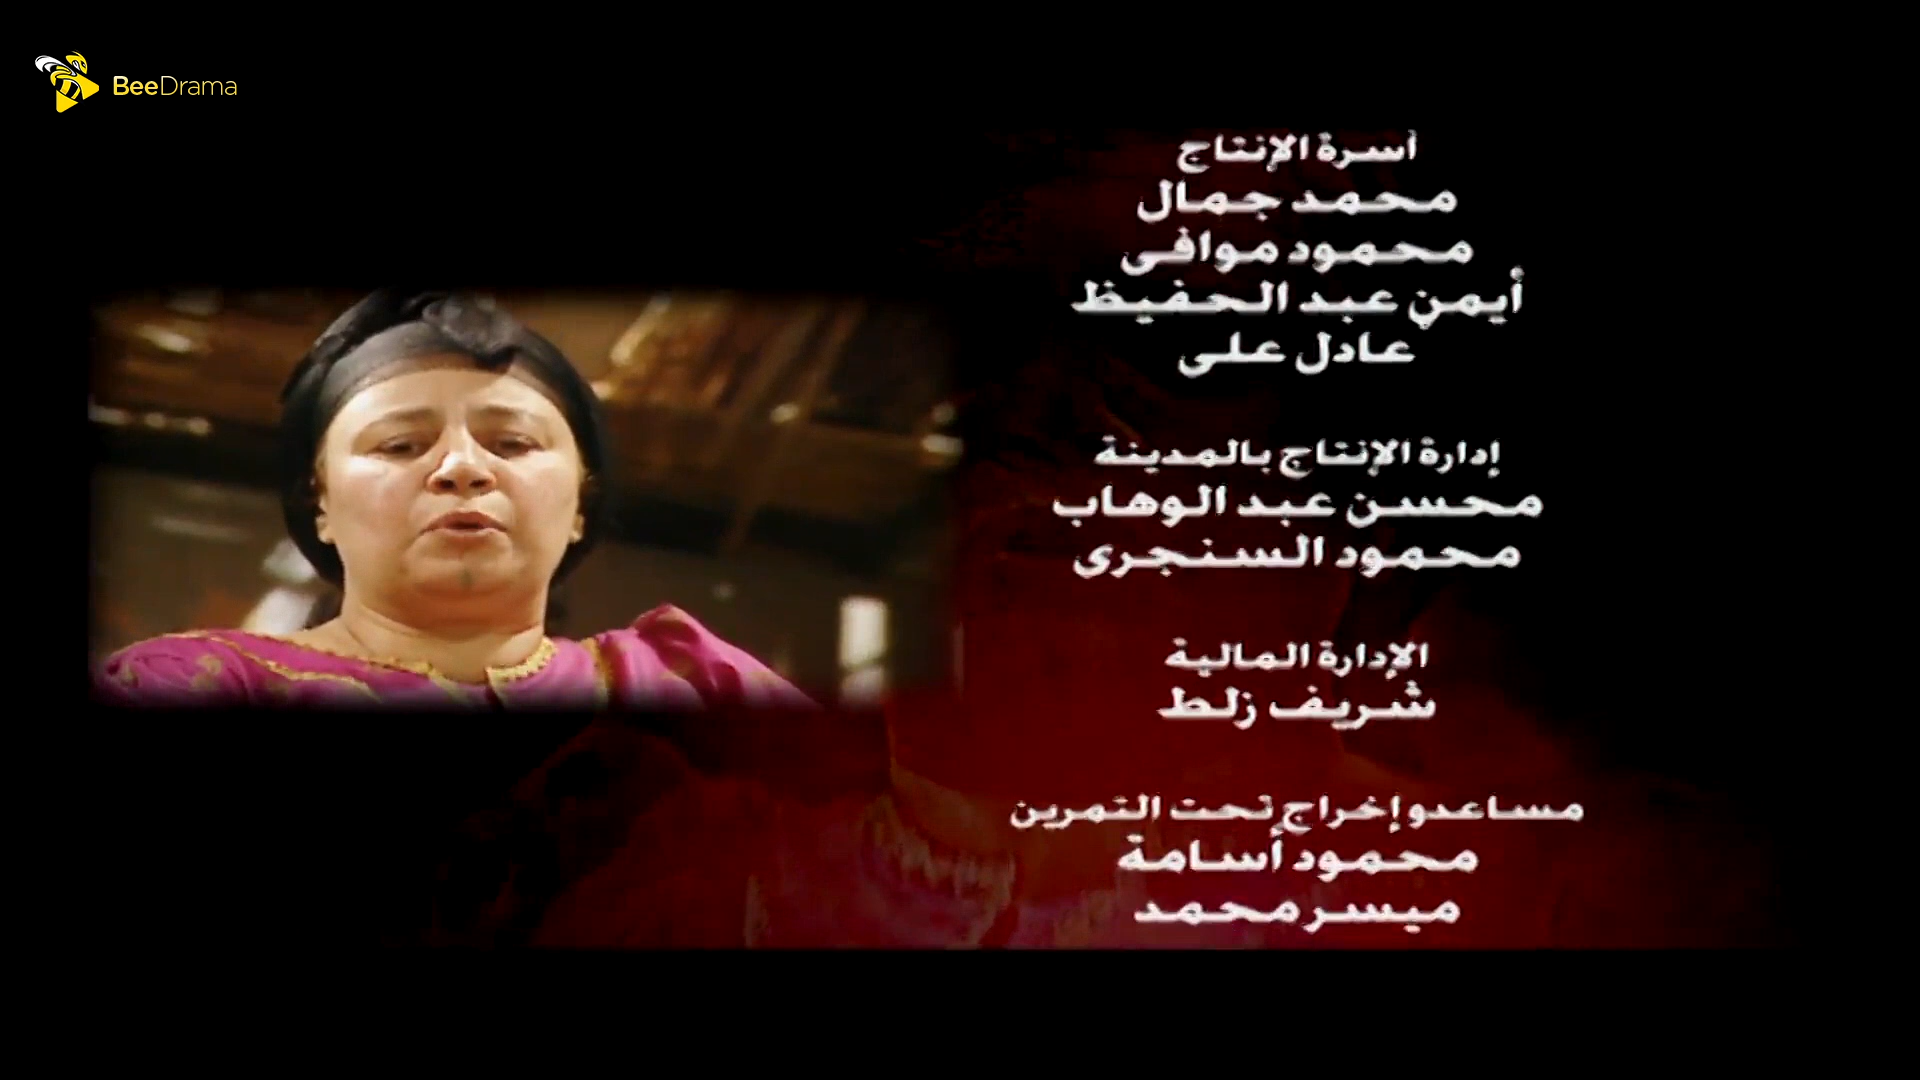 BeeDrama
أسرة الإنتاج
محمد جمال
محمود موافى
أيمن عبد الحفيظ
عادل على
إدارة الإنتاج بالمدينة
محسن عبد الوهاب
محمود السنجرى
الإدارة المالية
شريف زلط
مساعدو إخراج تحت التمرين
محمود أسامة
ميسر محمد